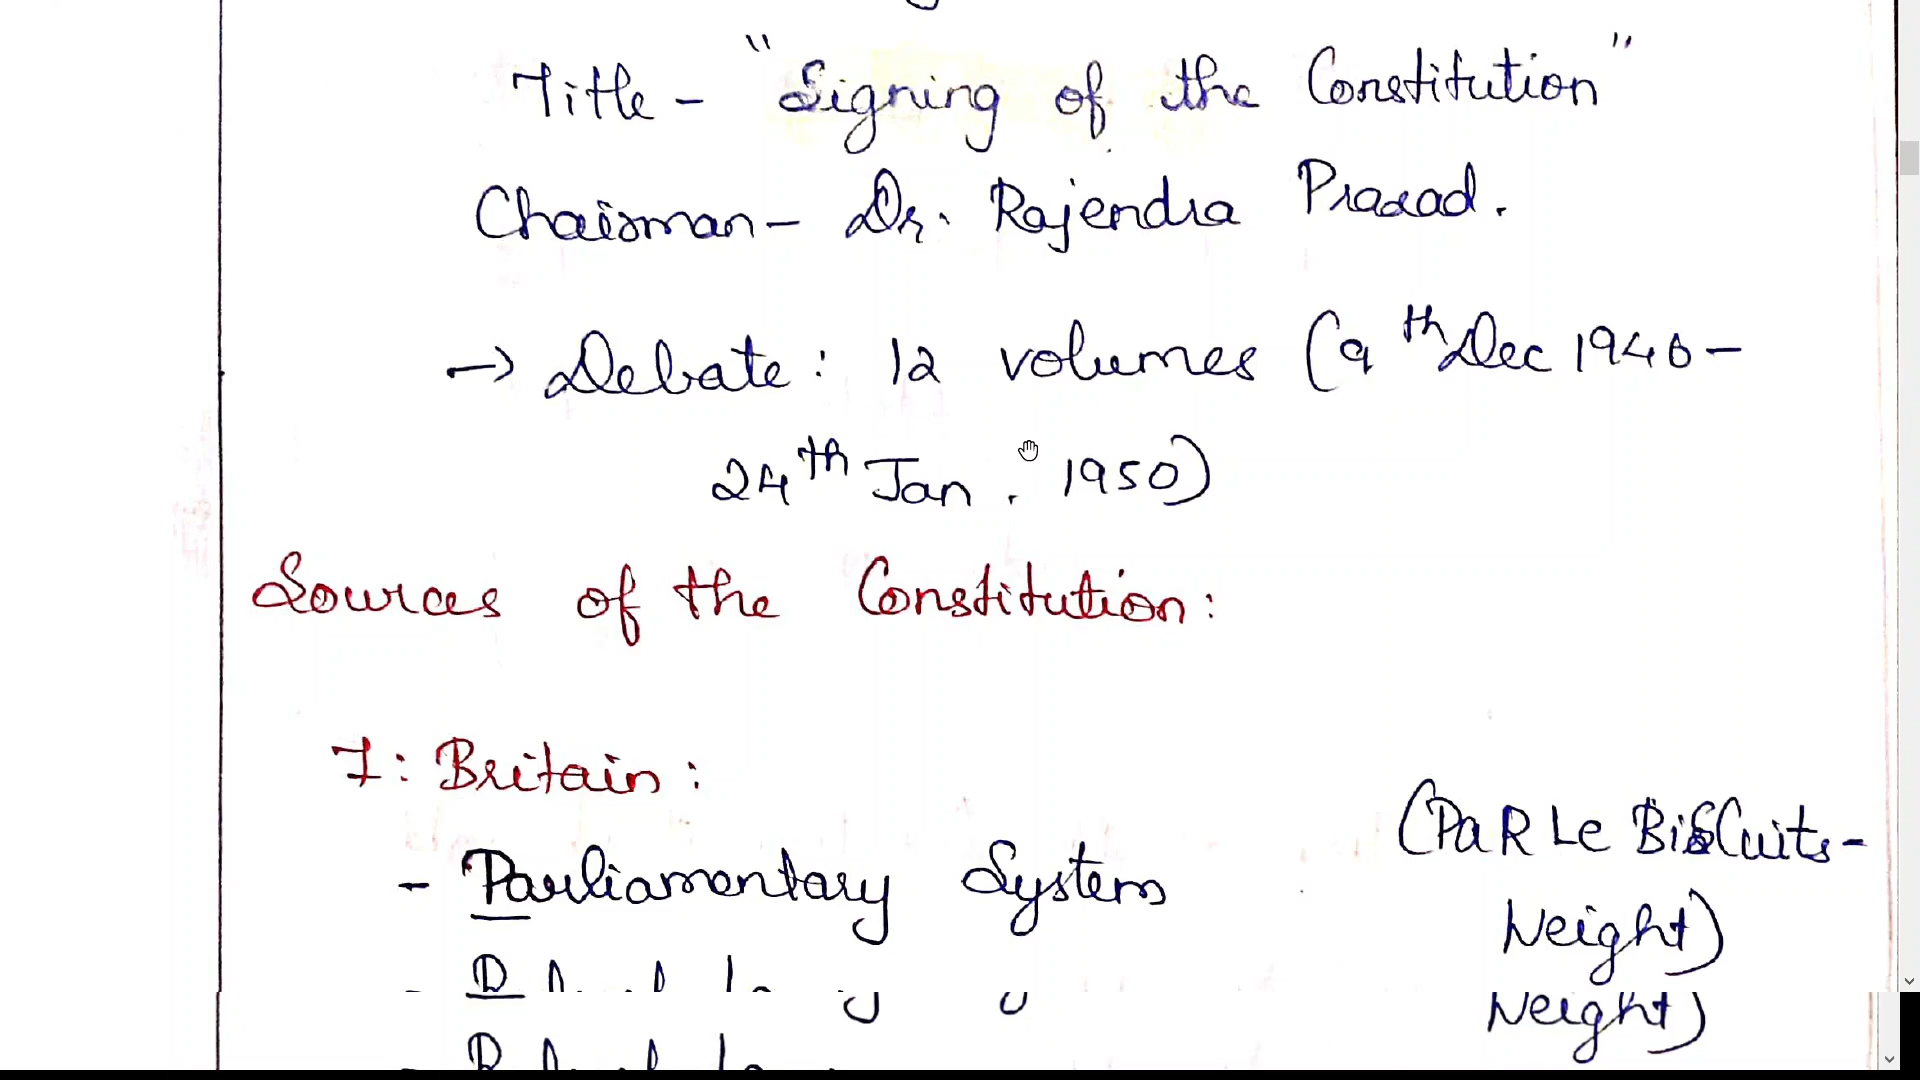 Title - "Signing of the Constitution"
Chairman - Dr. Rajendra Prasad.
→ Debate: 12 volumes (9th Dec 1946 -
24th Jan. 1950)
Sources of the Constitution:
I: Britain:
- Parliamentary System
(PaRLe BisCuits-
Neight)
Neight)